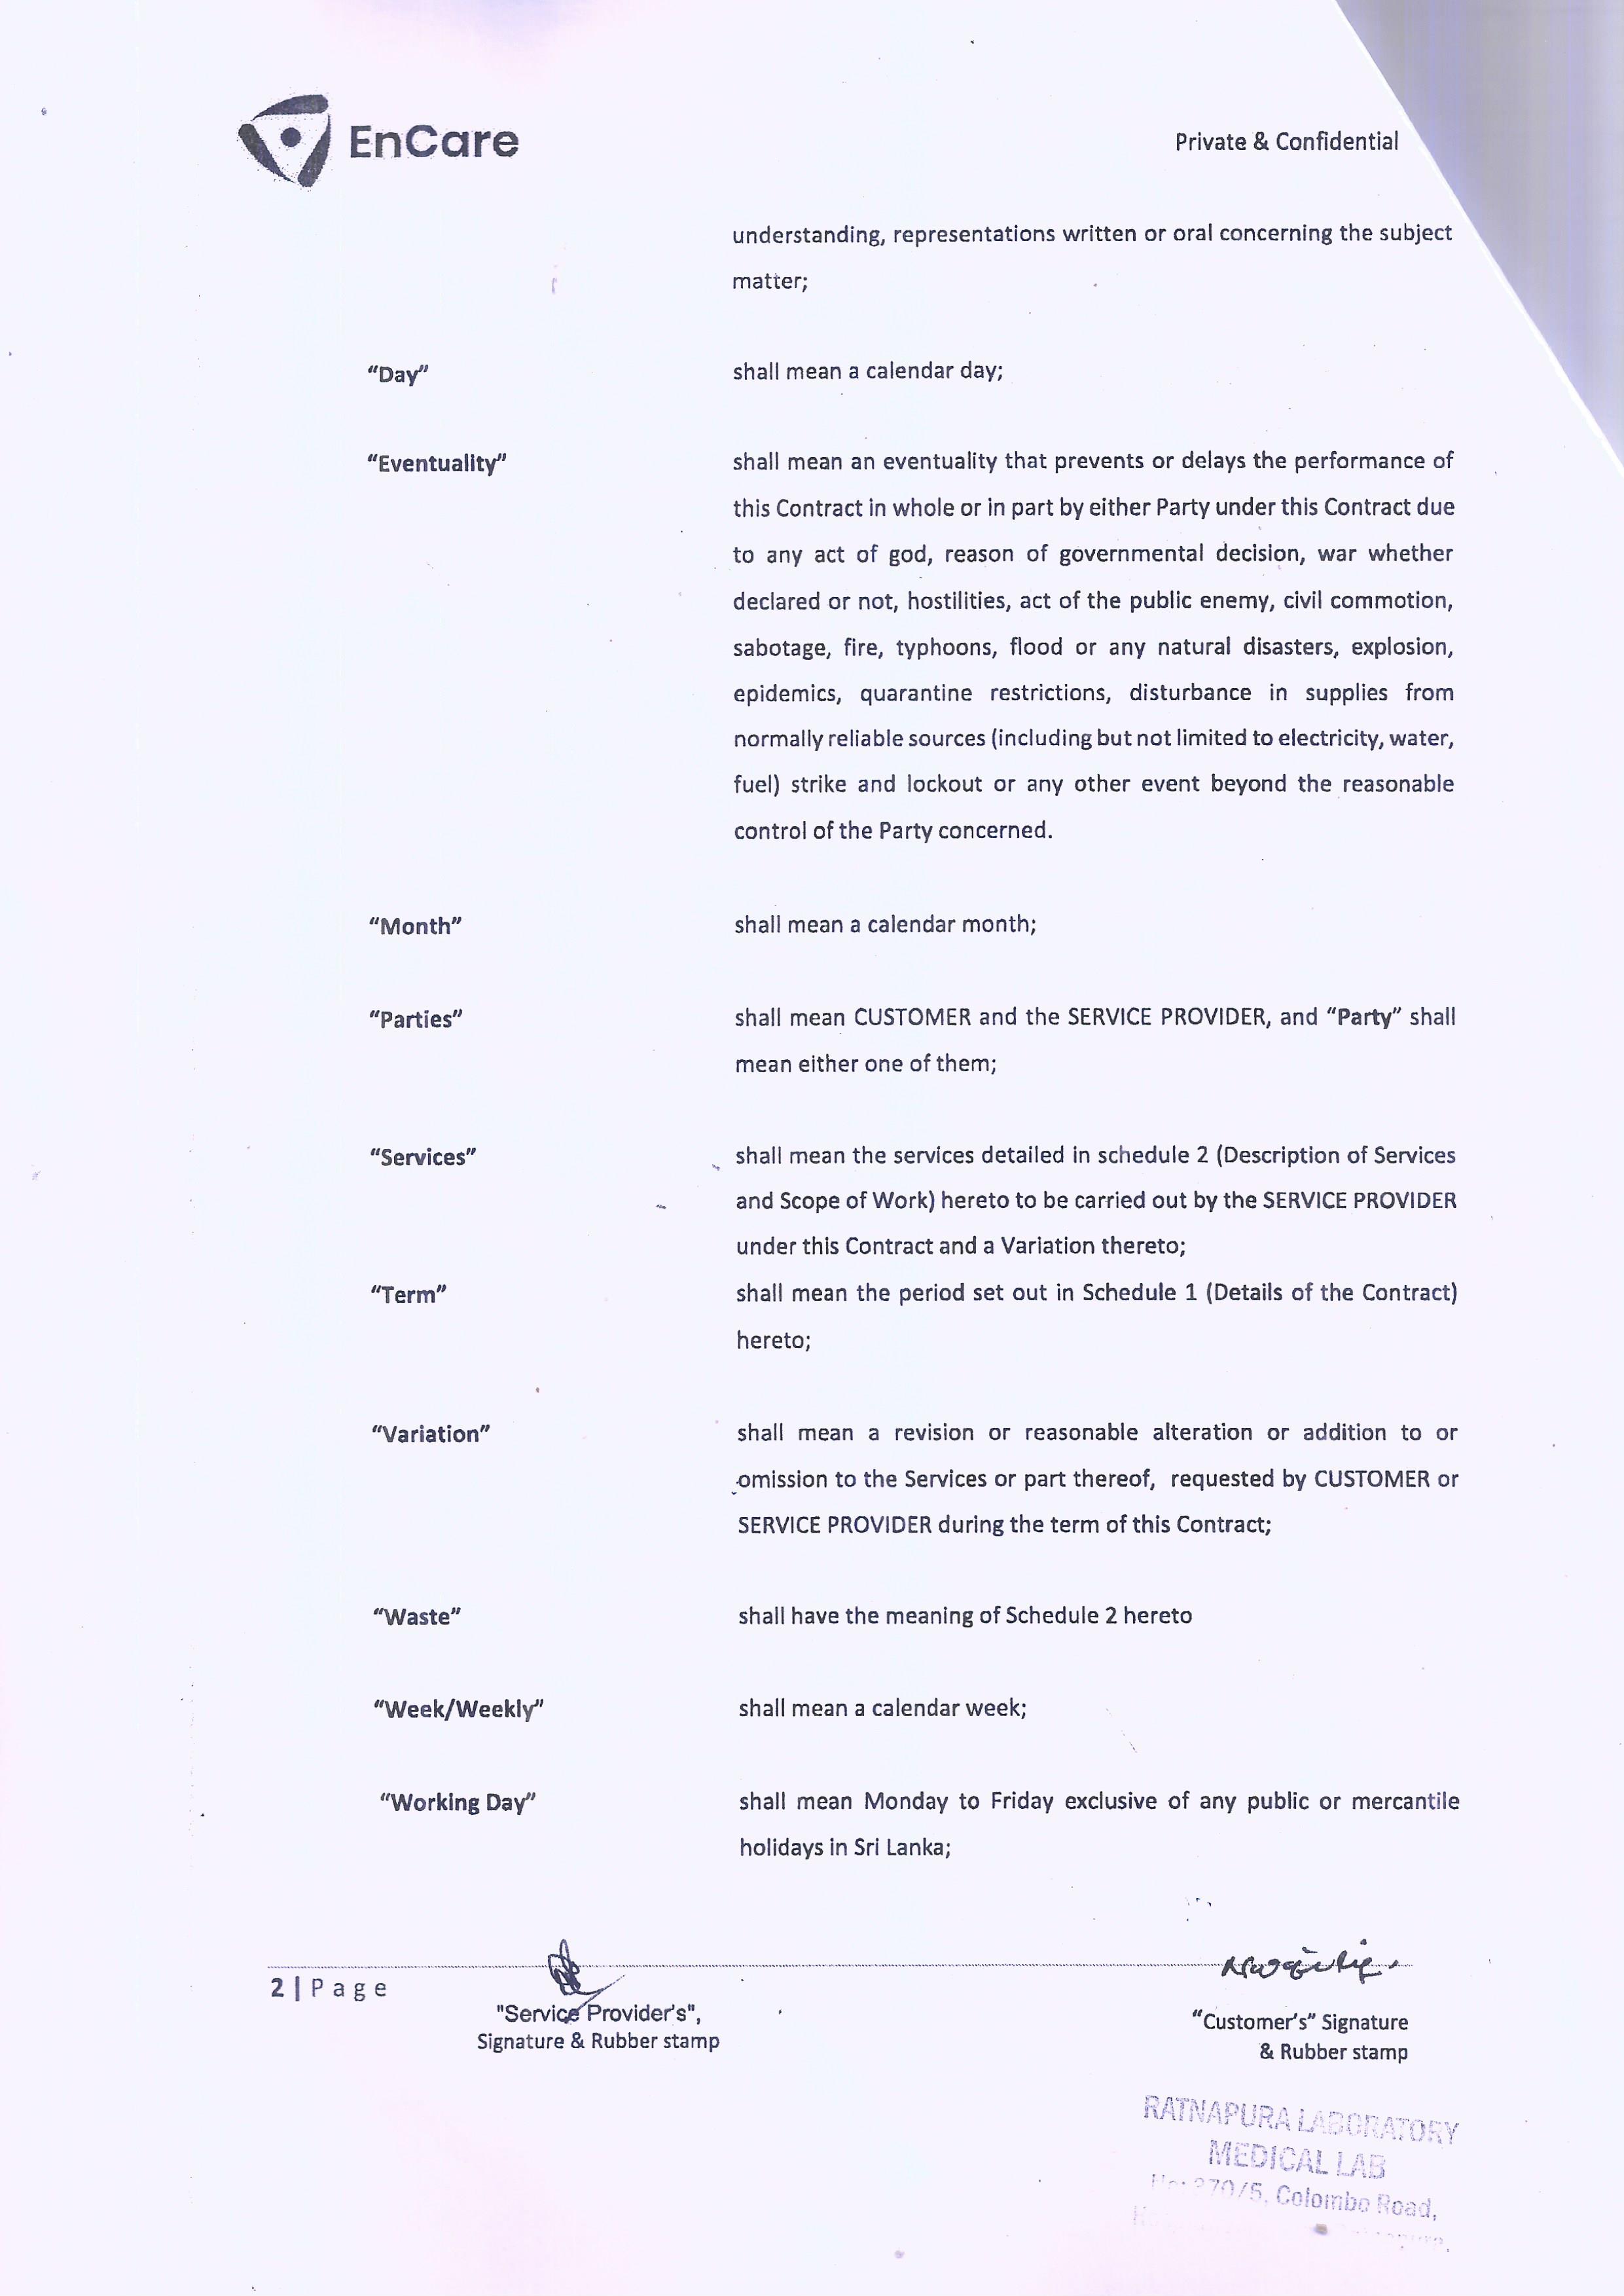 EnCare
Private & Confidential
understanding, representations written or oral concerning the subject
matter;
“Day” shall mean a calendar day;
“Eventuality” shall mean an eventuality that prevents or delays the performance of
this Contract in whole or in part by either Party under this Contract due
to any act of god, reason of governmental decision, war whether
declared or not, hostilities, act of the public enemy, civil commotion,
sabotage, fire, typhoons, flood or any natural disasters, explosion,
epidemics, quarantine restrictions, disturbance in supplies from
normally reliable sources (including but not limited to electricity, water,
fuel) strike and lockout or any other event beyond the reasonable
control of the Party concerned.
“Month” shall mean a calendar month;
“Parties” shall mean CUSTOMER and the SERVICE PROVIDER, and “Party” shall
mean either one of them;
“Services” shall mean the services detailed in schedule 2 (Description of Services
and Scope of Work) hereto to be carried out by the SERVICE PROVIDER
under this Contract and a Variation thereto;
“Term” shall mean the period set out in Schedule 1 (Details of the Contract)
hereto;
“Variation” shall mean a revision or reasonable alteration or addition to or
omission to the Services or part thereof, requested by CUSTOMER or
SERVICE PROVIDER during the term of this Contract;
“Waste” shall have the meaning of Schedule 2 hereto
“Week/Weekly” shall mean a calendar week;
“Working Day” shall mean Monday to Friday exclusive of any public or mercantile
holidays in Sri Lanka;
2 | Page
"Service Provider's",
Signature & Rubber stamp
“Customer’s” Signature
& Rubber stamp
RATNAPURA LABORATORY
MEDICAL LAB
No: 270/5, Colombo Road,